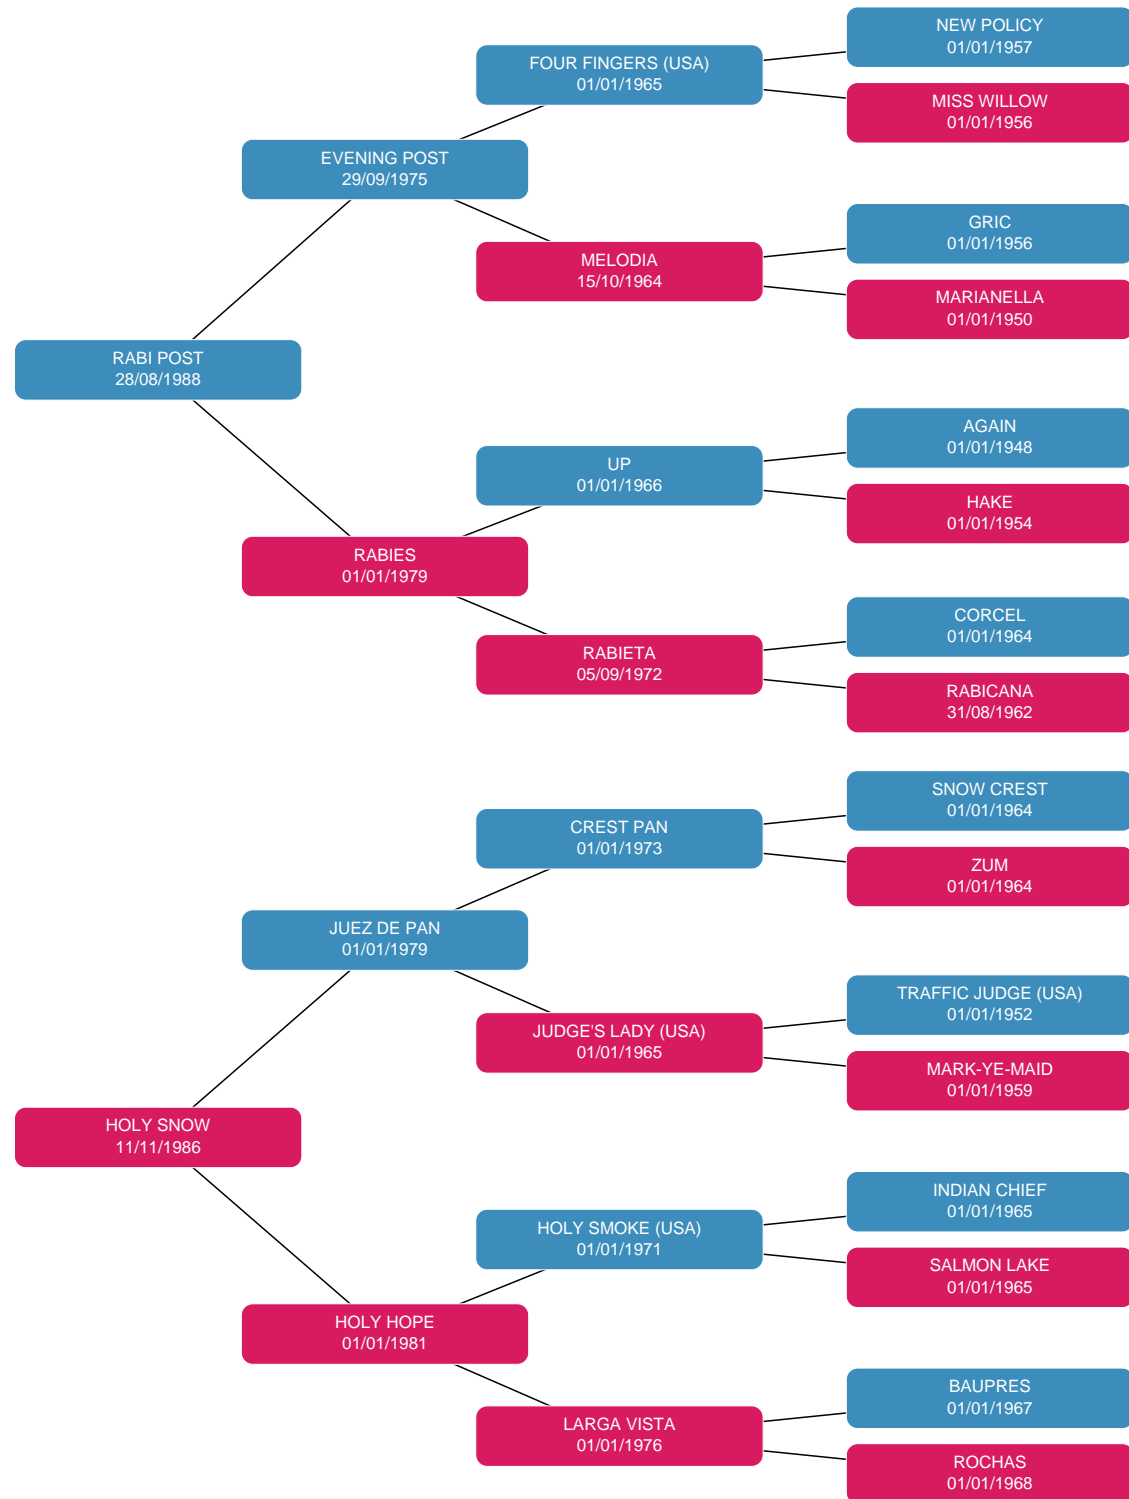 NEW POLICY
01/01/1957
FOUR FINGERS (USA)
01/01/1965
MISS WILLOW
01/01/1956
EVENING POST
29/09/1975
GRIC
01/01/1956
MELODIA
15/10/1964
MARIANELLA
01/01/1950
RABI POST
28/08/1988
AGAIN
01/01/1948
UP
01/01/1966
HAKE
01/01/1954
RABIES
01/01/1979
CORCEL
01/01/1964
RABIETA
05/09/1972
RABICANA
31/08/1962
SNOW CREST
01/01/1964
CREST PAN
01/01/1973
ZUM
01/01/1964
JUEZ DE PAN
01/01/1979
TRAFFIC JUDGE (USA)
01/01/1952
JUDGE'S LADY (USA)
01/01/1965
MARK-YE-MAID
01/01/1959
HOLY SNOW
11/11/1986
INDIAN CHIEF
01/01/1965
HOLY SMOKE (USA)
01/01/1971
SALMON LAKE
01/01/1965
HOLY HOPE
01/01/1981
BAUPRES
01/01/1967
LARGA VISTA
01/01/1976
ROCHAS
01/01/1968